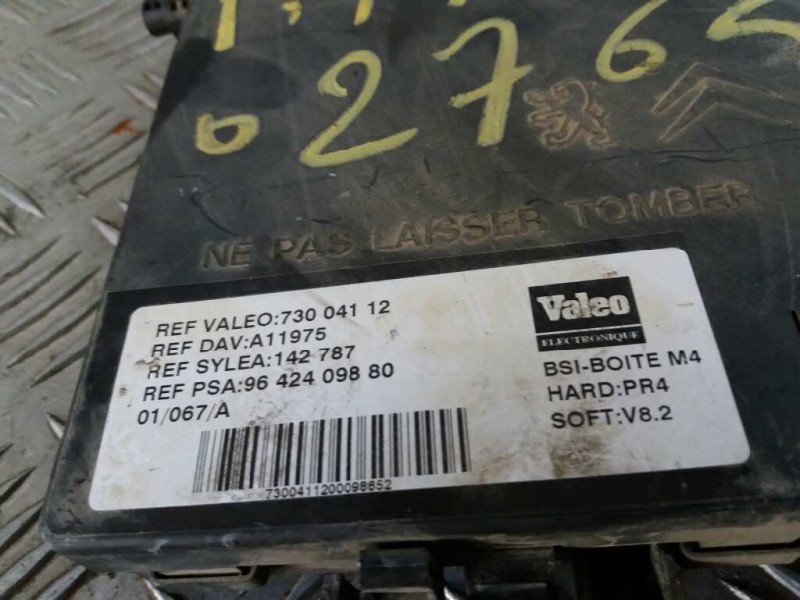 02765
NE PAS LAISSER TOMBER
REF VALEO:730 041 12
REF DAV:A11975
REF SYLEA:142 787
REF PSA:96 424 098 80
01/067/A
7300411200098652
Valeo
ELECTRONIQUE
BSI-BOITE M4
HARD:PR4
SOFT:V8.2